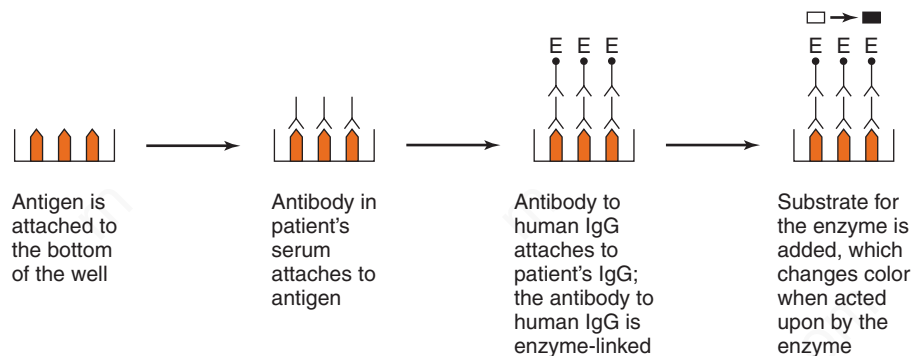 E E E
E E E
Antigen is
attached to
the bottom
of the well
Antibody in
patient's
serum
attaches to
antigen
Antibody to
human IgG
attaches to
patient's IgG;
the antibody to
human IgG is
enzyme-linked
Substrate for
the enzyme is
added, which
changes color
when acted
upon by the
enzyme